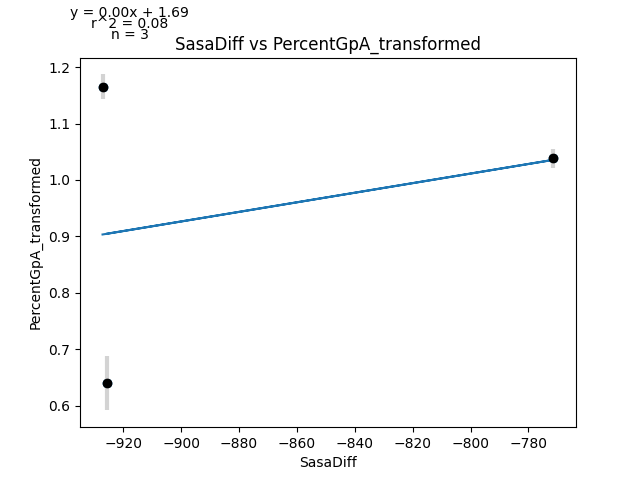 y = 0.00x + 1.69
r^2 = 0.08
n = 3
SasaDiff vs PercentGpA_transformed
1.2
1.1
1.0
0.9
0.8
0.7
0.6
PercentGpA_transformed
−920 −900 −880 −860 −840 −820 −800 −780
SasaDiff